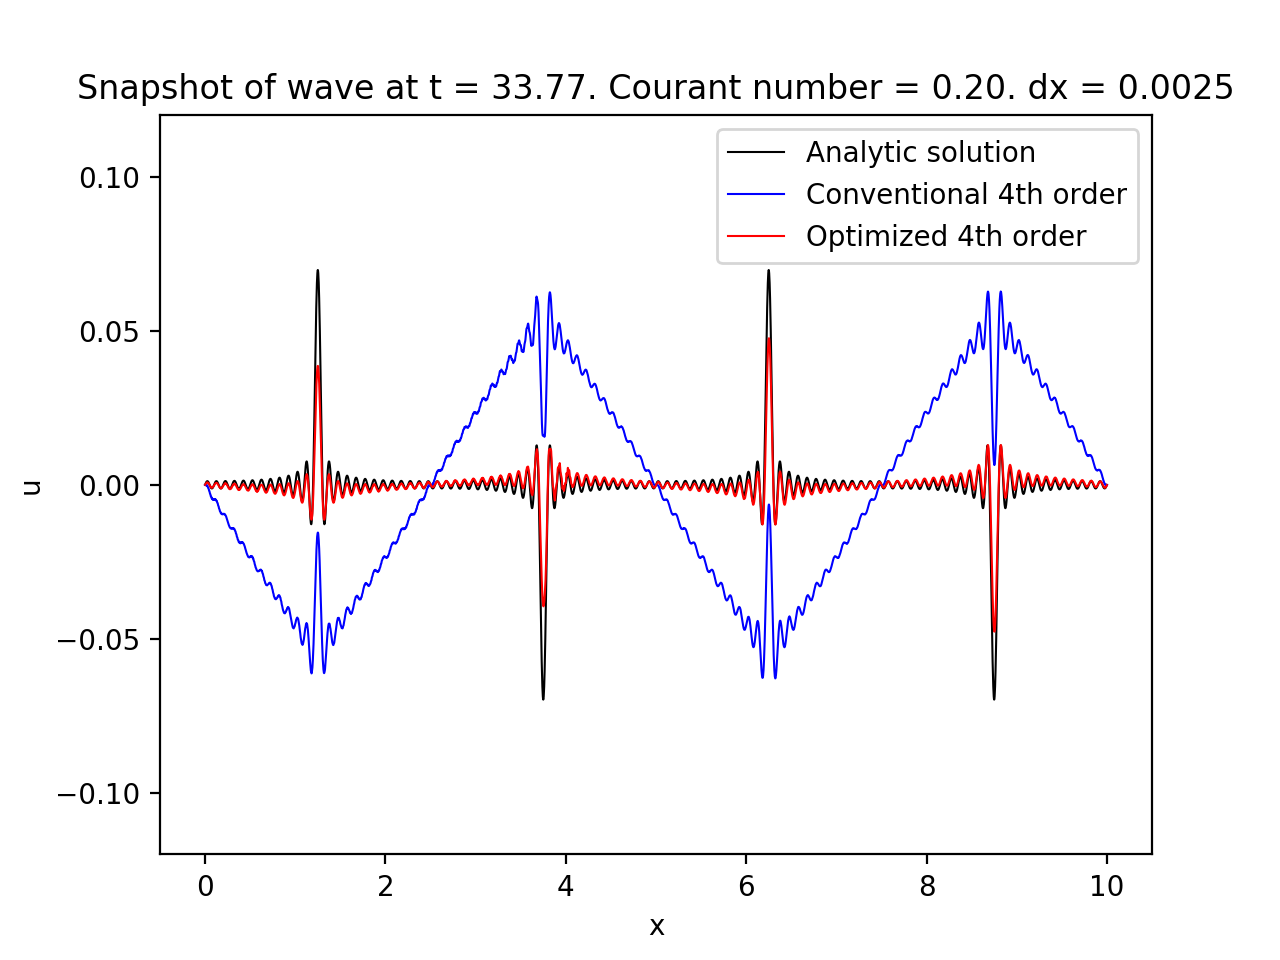 Snapshot of wave at t = 33.77. Courant number = 0.20. dx = 0.0025
Analytic solution
Conventional 4th order
Optimized 4th order
0.10
0.05
0.00
−0.05
−0.10
u
0 2 4 6 8 10
x